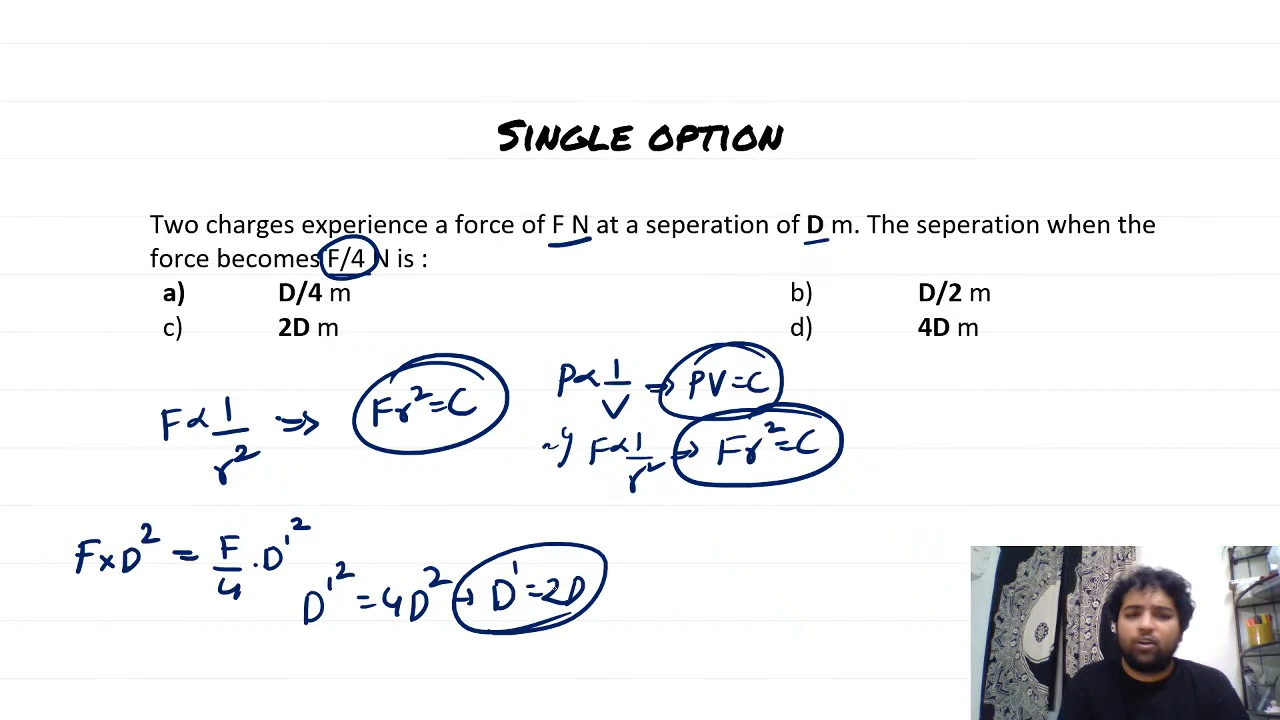 SINGLE OPTION
Two charges experience a force of F N at a seperation of D m. The seperation when the
force becomes F/4 N is :
a) D/4 m b) D/2 m
c) 2D m d) 4D m
F∝1/r² ⇒ Fr²=C
P∝1/V ⇒ PV=C
F∝1/r² ⇒ Fr²=C
F×D² = F/4 . D'²
D'² = 4D² → D'=2D